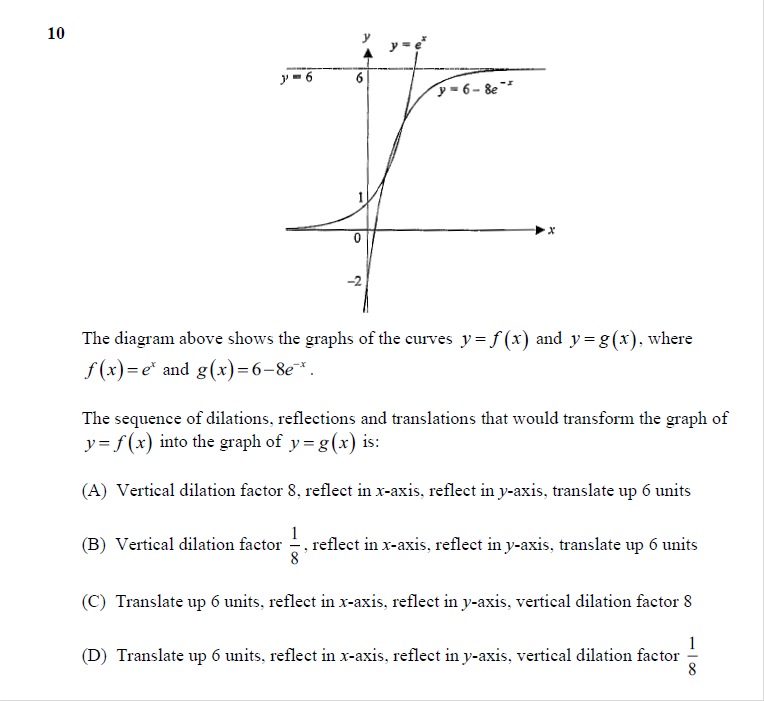 10
y
y = e^x
y = 6
6
y = 6 – 8e^–x
1
0
x
–2
The diagram above shows the graphs of the curves y = f(x) and y = g(x), where
f(x) = e^x and g(x) = 6 – 8e^–x.
The sequence of dilations, reflections and translations that would transform the graph of
y = f(x) into the graph of y = g(x) is:
(A) Vertical dilation factor 8, reflect in x-axis, reflect in y-axis, translate up 6 units
(B) Vertical dilation factor 1/8, reflect in x-axis, reflect in y-axis, translate up 6 units
(C) Translate up 6 units, reflect in x-axis, reflect in y-axis, vertical dilation factor 8
(D) Translate up 6 units, reflect in x-axis, reflect in y-axis, vertical dilation factor 1/8